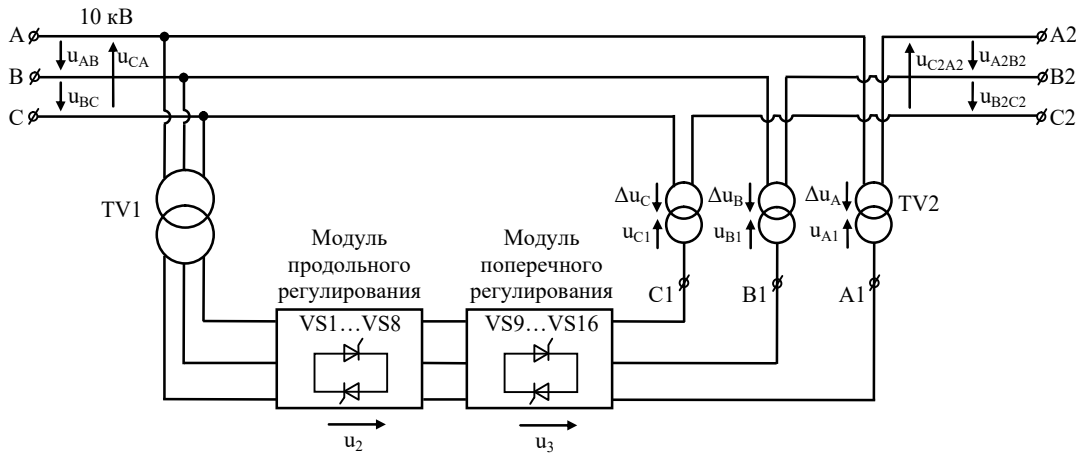 10 кВ
A
B
C
u_AB
u_CA
u_BC
u_C2A2
u_A2B2
u_B2C2
A2
B2
C2
TV1
TV2
Δu_C
u_C1
Δu_B
u_B1
Δu_A
u_A1
C1
B1
A1
Модуль
продольного
регулирования
VS1…VS8
Модуль
поперечного
регулирования
VS9…VS16
u_2
u_3